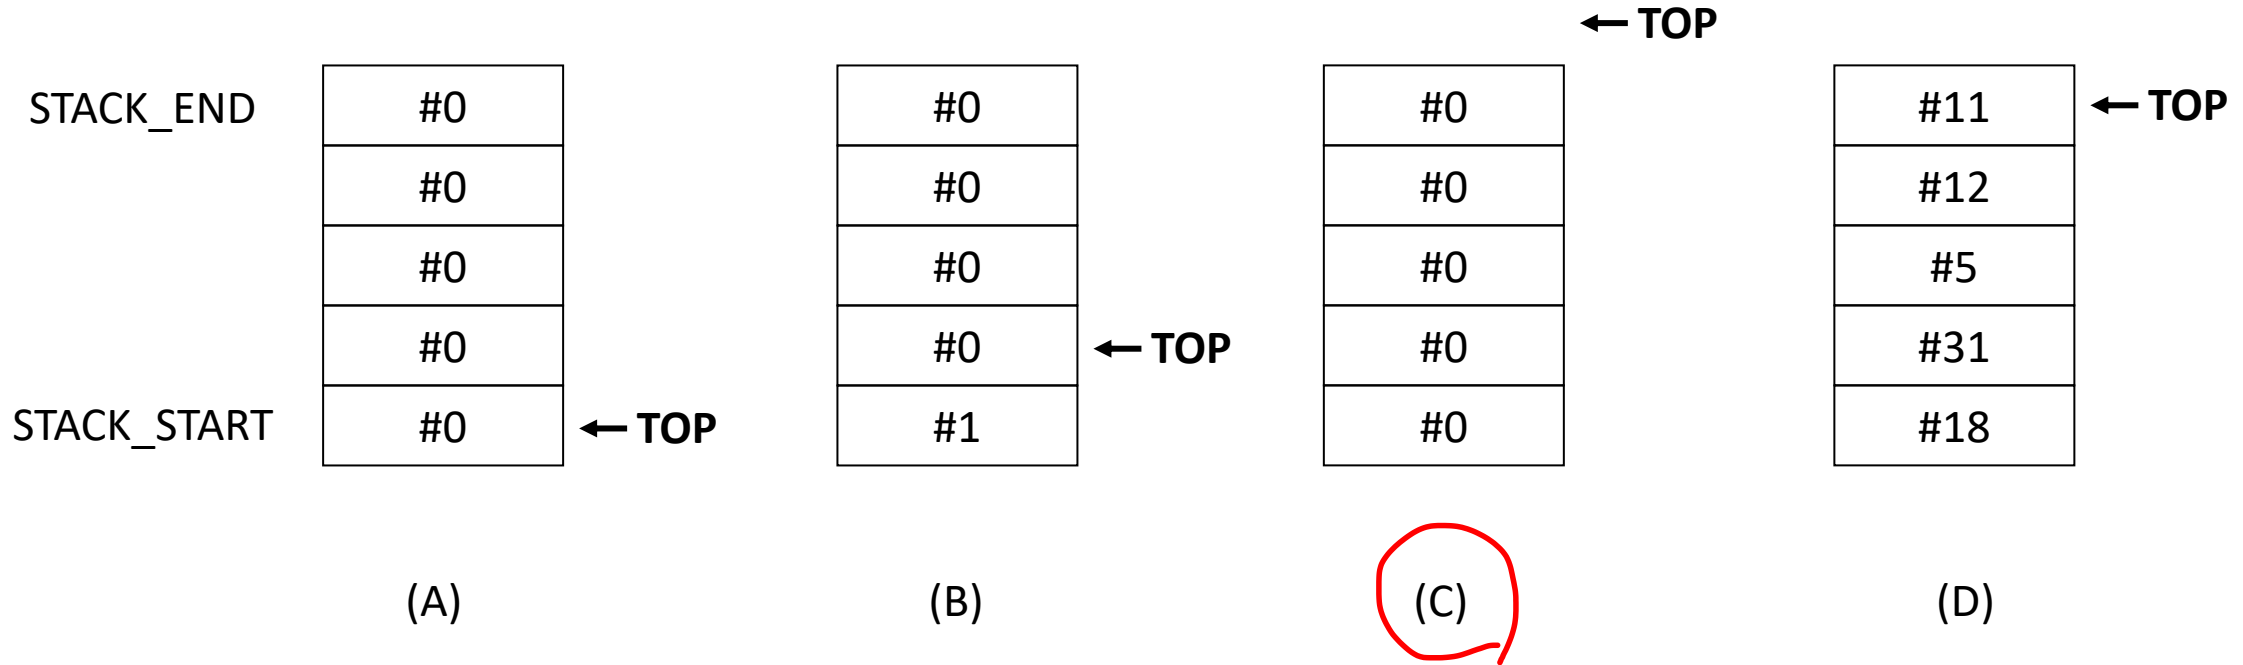 ← TOP
STACK_END #0 #0 #0 #11 ← TOP
#0 #0 #0 #12
#0 #0 #0 #5
#0 #0 ← TOP #0 #31
STACK_START #0 ← TOP #1 #0 #18
(A) (B) (C) (D)